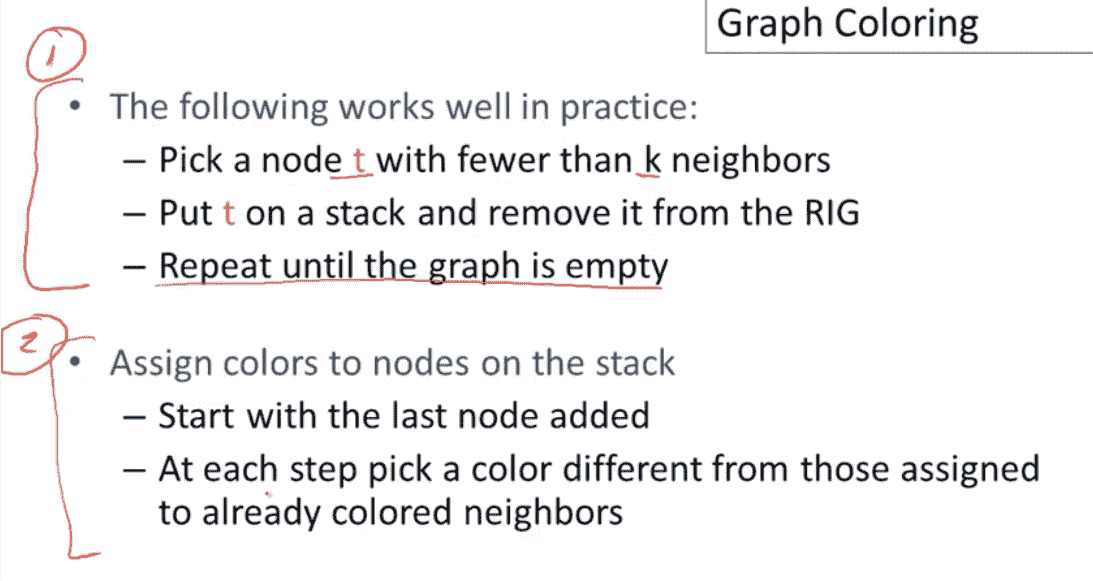 Graph Coloring
1
• The following works well in practice:
– Pick a node t with fewer than k neighbors
– Put t on a stack and remove it from the RIG
– Repeat until the graph is empty
2
• Assign colors to nodes on the stack
– Start with the last node added
– At each step pick a color different from those assigned
to already colored neighbors